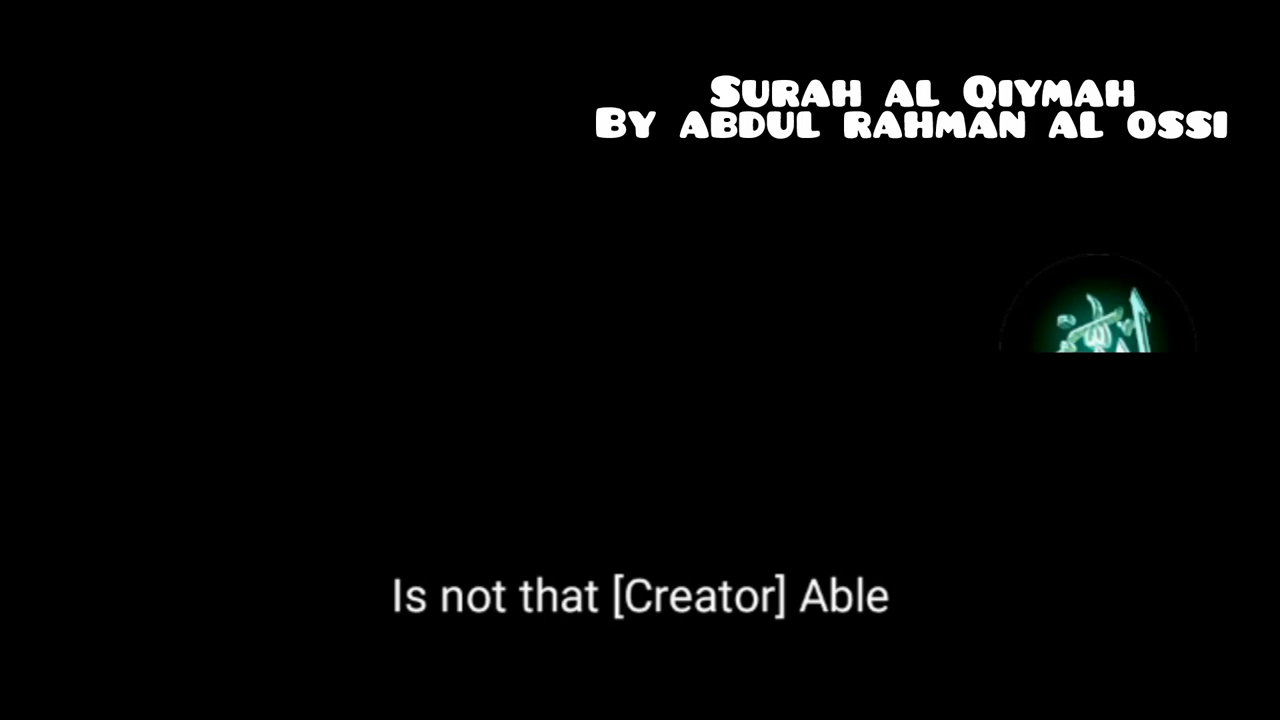 Surah al Qiymah
By abdul rahman al ossi
Is not that [Creator] Able